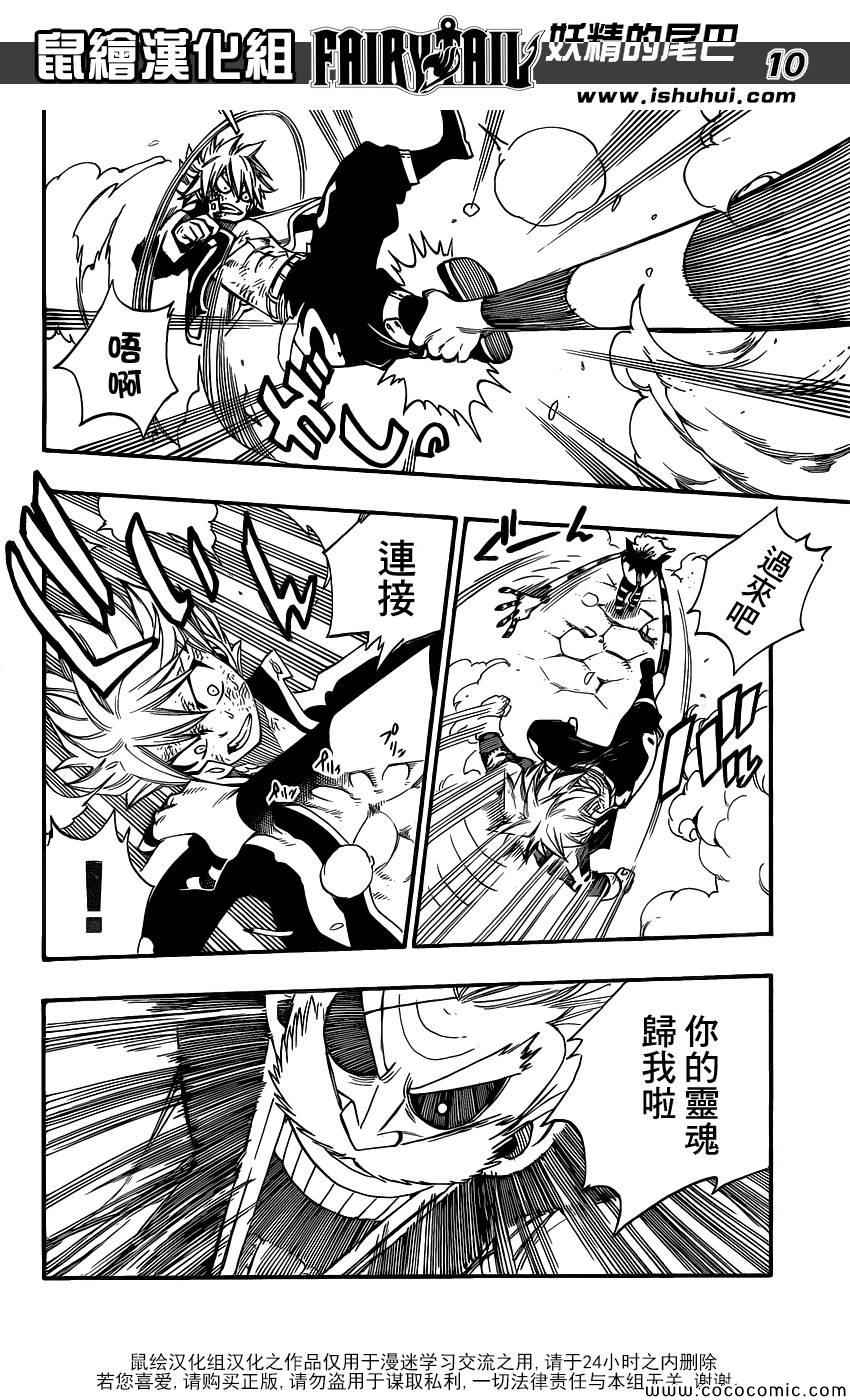 鼠繪漢化組 FAIRY TAIL 妖精的尾巴 10
www.ishuhui.com
唔啊
ガシ
過來吧
連接
!
你的靈魂
歸我啦
鼠绘汉化组汉化之作品仅用于漫迷学习交流之用,请于24小时之内删除
若您喜爱,请购买正版,请勿用于谋取私利,一切法律责任与本组无关,谢谢.
www.cococomic.com